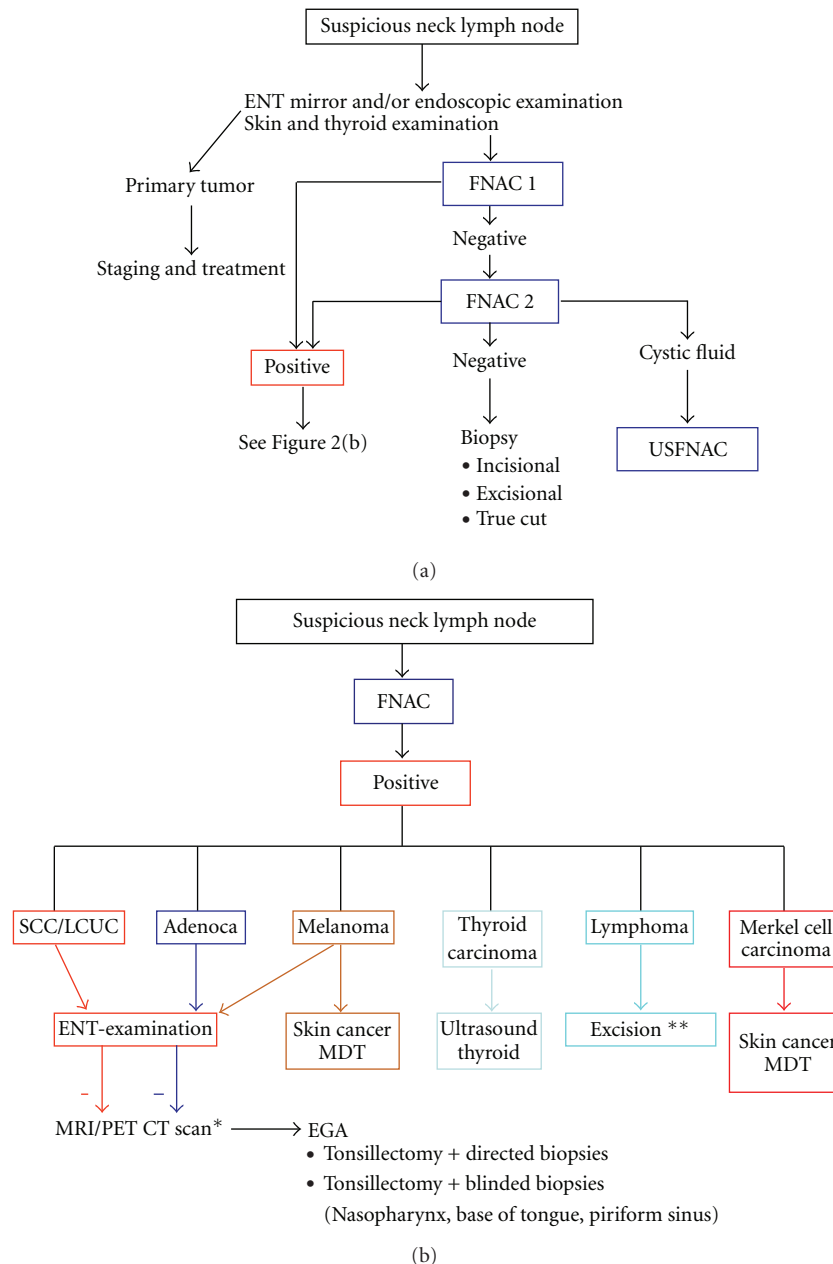 Suspicious neck lymph node
ENT mirror and/or endoscopic examination
Skin and thyroid examination
Primary tumor
FNAC 1
Negative
Staging and treatment
FNAC 2
Positive
Negative
Cystic fluid
See Figure 2(b)
Biopsy
• Incisional
• Excisional
• True cut
USFNAC
(a)
Suspicious neck lymph node
FNAC
Positive
SCC/LCUC
Adenoca
Melanoma
Thyroid
carcinoma
Lymphoma
Merkel cell
carcinoma
ENT-examination
Skin cancer
MDT
Ultrasound
thyroid
Excision **
Skin cancer
MDT
–
–
MRI/PET CT scan*
EGA
• Tonsillectomy + directed biopsies
• Tonsillectomy + blinded biopsies
(Nasopharynx, base of tongue, piriform sinus)
(b)